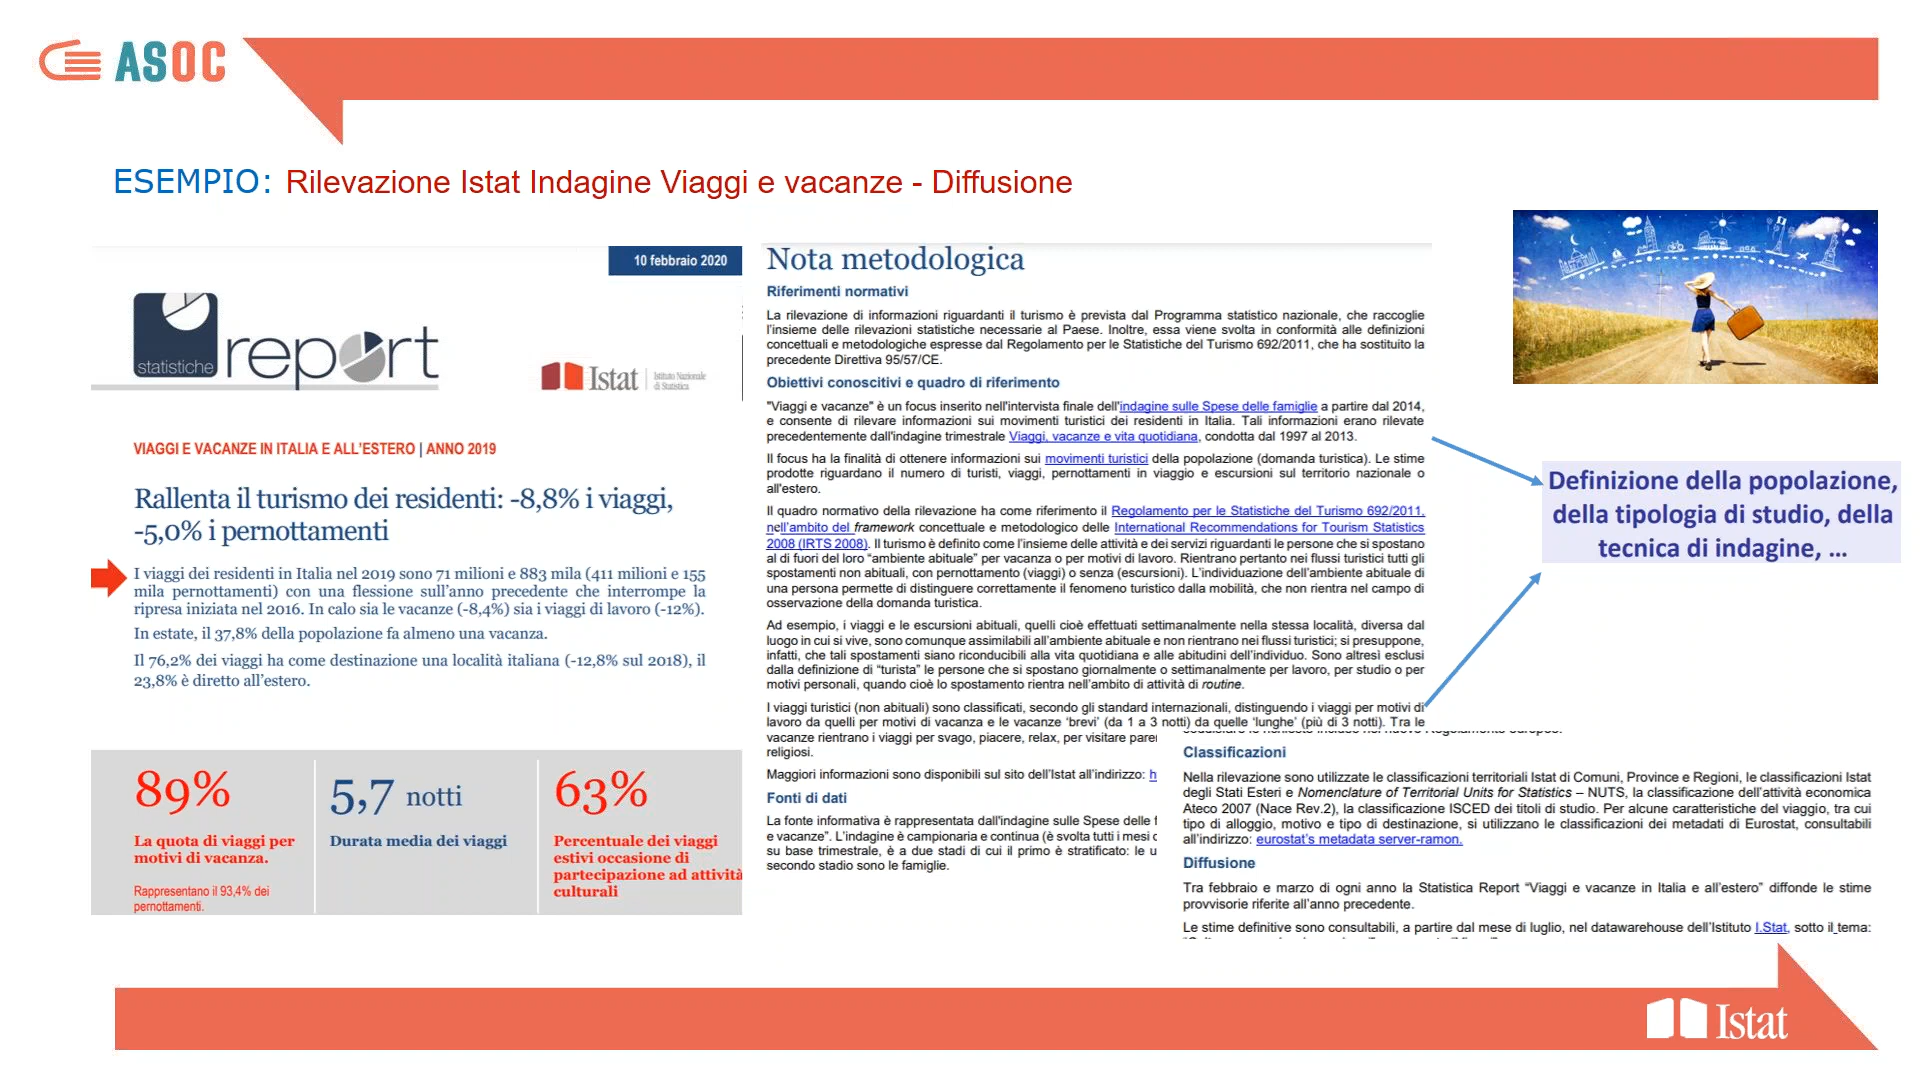 ASOC
ESEMPIO: Rilevazione Istat Indagine Viaggi e vacanze - Diffusione
10 febbraio 2020
statistiche
report
Istat
Istituto Nazionale
di Statistica
VIAGGI E VACANZE IN ITALIA E ALL'ESTERO | ANNO 2019
Rallenta il turismo dei residenti: -8,8% i viaggi,
-5,0% i pernottamenti
I viaggi dei residenti in Italia nel 2019 sono 71 milioni e 883 mila (411 milioni e 155
mila pernottamenti) con una flessione sull'anno precedente che interrompe la
ripresa iniziata nel 2016. In calo sia le vacanze (-8,4%) sia i viaggi di lavoro (-12%).
In estate, il 37,8% della popolazione fa almeno una vacanza.
Il 76,2% dei viaggi ha come destinazione una località italiana (-12,8% sul 2018), il
23,8% è diretto all'estero.
89%
La quota di viaggi per
motivi di vacanza.
Rappresentano il 93,4% dei
pernottamenti.
5,7 notti
Durata media dei viaggi
63%
Percentuale dei viaggi
estivi occasione di
partecipazione ad attività
culturali
Nota metodologica
Riferimenti normativi
La rilevazione di informazioni riguardanti il turismo è prevista dal Programma statistico nazionale, che raccoglie
l'insieme delle rilevazioni statistiche necessarie al Paese. Inoltre, essa viene svolta in conformità alle definizioni
concettuali e metodologiche espresse dal Regolamento per le Statistiche del Turismo 692/2011, che ha sostituito la
precedente Direttiva 95/57/CE.
Obiettivi conoscitivi e quadro di riferimento
"Viaggi e vacanze" è un focus inserito nell'intervista finale dell'indagine sulle Spese delle famiglie a partire dal 2014,
e consente di rilevare informazioni sui movimenti turistici dei residenti in Italia. Tali informazioni erano rilevate
precedentemente dall'indagine trimestrale Viaggi, vacanze e vita quotidiana, condotta dal 1997 al 2013.
Il focus ha la finalità di ottenere informazioni sui movimenti turistici della popolazione (domanda turistica). Le stime
prodotte riguardano il numero di turisti, viaggi, pernottamenti in viaggio e escursioni sul territorio nazionale o
all'estero.
Il quadro normativo della rilevazione ha come riferimento il Regolamento per le Statistiche del Turismo 692/2011,
nell'ambito del framework concettuale e metodologico delle International Recommendations for Tourism Statistics
2008 (IRTS 2008). Il turismo è definito come l'insieme delle attività e dei servizi riguardanti le persone che si spostano
al di fuori del loro "ambiente abituale" per vacanza o per motivi di lavoro. Rientrano pertanto nei flussi turistici tutti gli
spostamenti non abituali, con pernottamento (viaggi) o senza (escursioni). L'individuazione dell'ambiente abituale di
una persona permette di distinguere correttamente il fenomeno turistico dalla mobilità, che non rientra nel campo di
osservazione della domanda turistica.
Ad esempio, i viaggi e le escursioni abituali, quelli cioè effettuati settimanalmente nella stessa località, diversa dal
luogo in cui si vive, sono comunque assimilabili all'ambiente abituale e non rientrano nei flussi turistici; si presuppone,
infatti, che tali spostamenti siano riconducibili alla vita quotidiana e alle abitudini dell'individuo. Sono altresì esclusi
dalla definizione di "turista" le persone che si spostano giornalmente o settimanalmente per lavoro, per studio o per
motivi personali, quando cioè lo spostamento rientra nell'ambito di attività di routine.
I viaggi turistici (non abituali) sono classificati, secondo gli standard internazionali, distinguendo i viaggi per motivi di
lavoro da quelli per motivi di vacanza e le vacanze 'brevi' (da 1 a 3 notti) da quelle 'lunghe' (più di 3 notti). Tra le
vacanze rientrano i viaggi per svago, piacere, relax, per visitare
religiosi.
Maggiori informazioni sono disponibili sul sito dell'Istat all'indirizzo: h
Fonti di dati
La fonte informativa è rappresentata dall'indagine sulle Spese delle f
e vacanze". L'indagine è campionaria e continua (è svolta tutti i mesi
su base trimestrale, è a due stadi di cui il primo è stratificato: le u
secondo stadio sono le famiglie.
Classificazioni
Nella rilevazione sono utilizzate le classificazioni territoriali Istat di Comuni, Province e Regioni, le classificazioni Istat
degli Stati Esteri e Nomenclature of Territorial Units for Statistics – NUTS, la classificazione dell'attività economica
Ateco 2007 (Nace Rev.2), la classificazione ISCED dei titoli di studio. Per alcune caratteristiche del viaggio, tra cui
tipo di alloggio, motivo e tipo di destinazione, si utilizzano le classificazioni dei metadati di Eurostat, consultabili
all'indirizzo: eurostat's metadata server-ramon.
Diffusione
Tra febbraio e marzo di ogni anno la Statistica Report "Viaggi e vacanze in Italia e all'estero" diffonde le stime
provvisorie riferite all'anno precedente.
Le stime definitive sono consultabili, a partire dal mese di luglio, nel datawarehouse dell'Istituto I.Stat, sotto il tema:
Definizione della popolazione,
della tipologia di studio, della
tecnica di indagine, ...
Istat